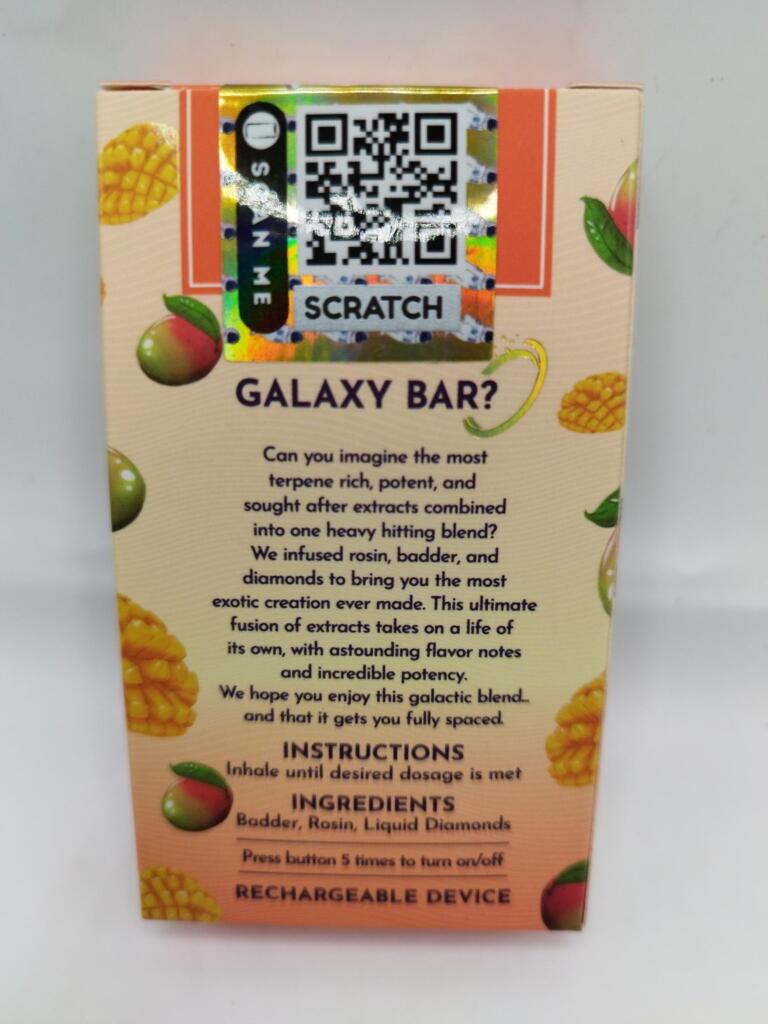 SCAN ME
SCRATCH
GALAXY BAR?
Can you imagine the most
terpene rich, potent, and
sought after extracts combined
into one heavy hitting blend?
We infused rosin, badder, and
diamonds to bring you the most
exotic creation ever made. This ultimate
fusion of extracts takes on a life of
its own, with astounding flavor notes
and incredible potency.
We hope you enjoy this galactic blend...
and that it gets you fully spaced.
INSTRUCTIONS
Inhale until desired dosage is met
INGREDIENTS
Badder, Rosin, Liquid Diamonds
Press button 5 times to turn on/off
RECHARGEABLE DEVICE